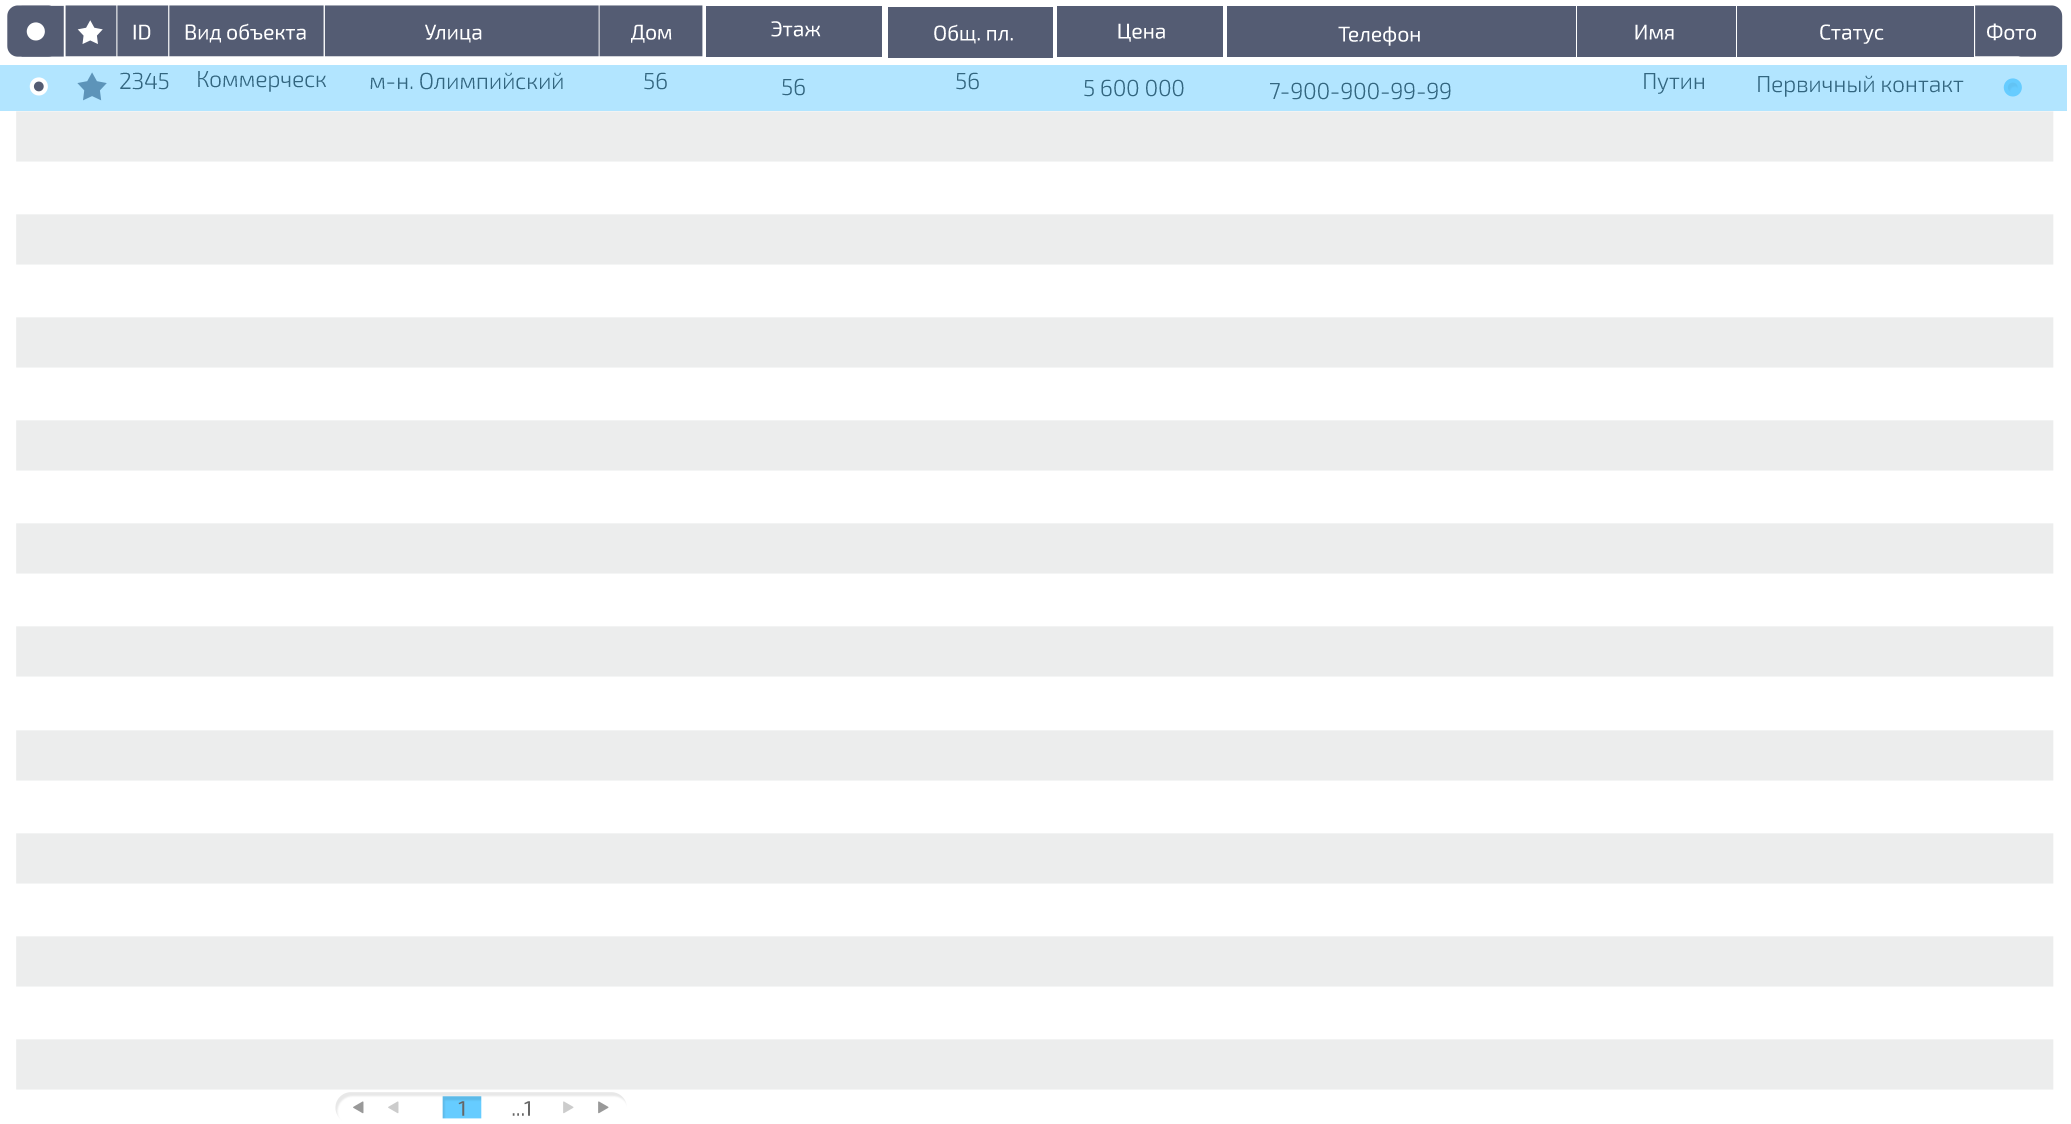 ID Вид объекта Улица Дом Этаж Общ. пл. Цена Телефон Имя Статус Фото
2345 Коммерческ м-н. Олимпийский 56 56 56 5 600 000 7-900-900-99-99 Путин Первичный контакт
1 ...1